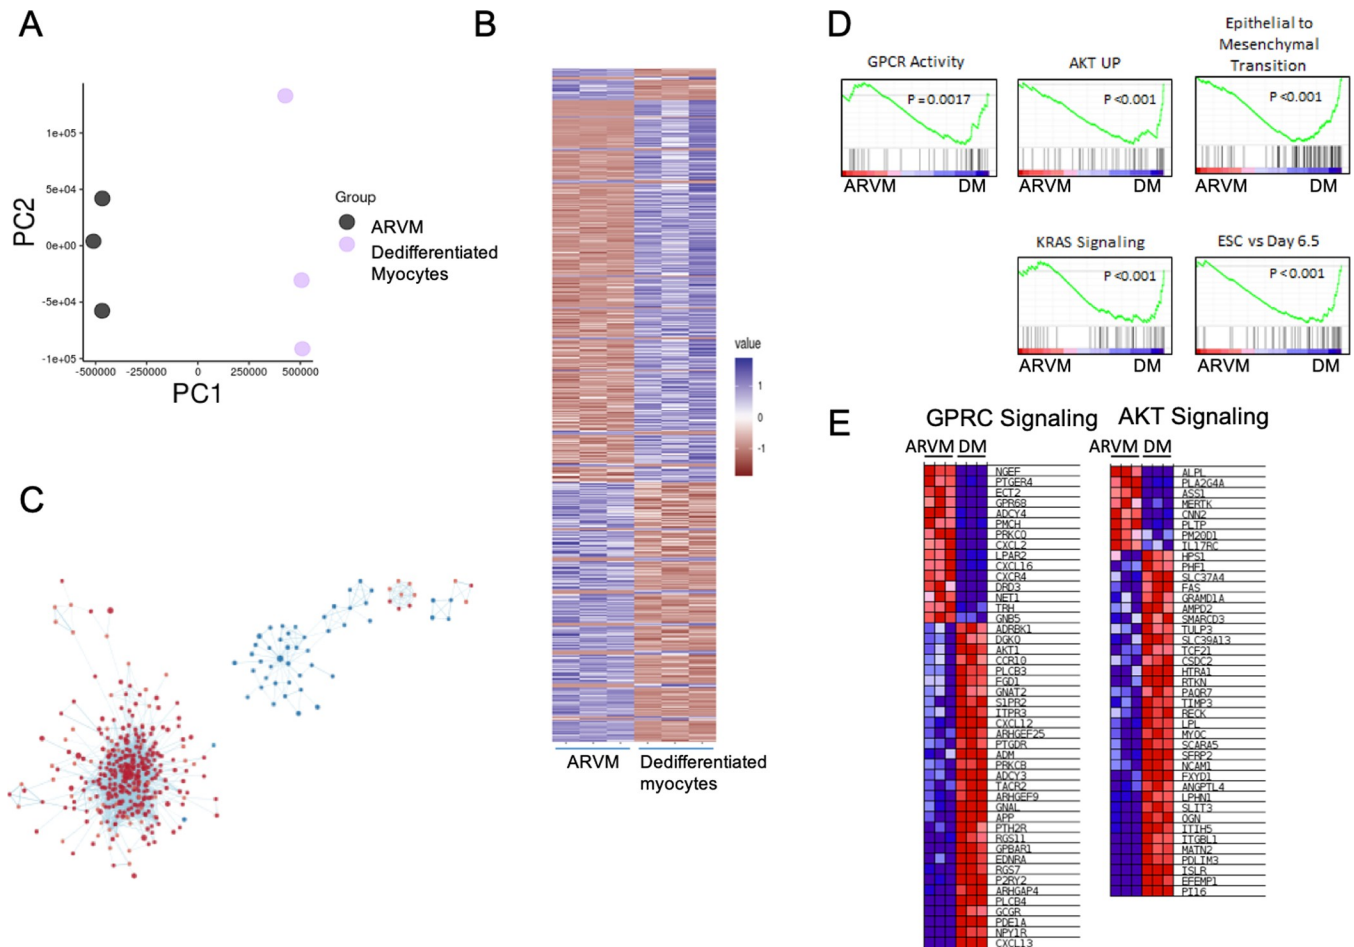 A
PC2
1e+05
5e+04
0e+00
-5e+04
-1e+05
-500000 -250000 0 250000 500000
PC1
Group
ARVM
Dedifferentiated
Myocytes
B
value
1
0
-1
ARVM
Dedifferentiated
myocytes
C
D
GPCR Activity
P = 0.0017
ARVM DM
AKT UP
P <0.001
ARVM DM
Epithelial to
Mesenchymal
Transition
P <0.001
ARVM DM
KRAS Signaling
P <0.001
ARVM DM
ESC vs Day 6.5
P <0.001
ARVM DM
E
GPRC Signaling
ARVM DM
NGEF
PTGER4
ECT2
GPR68
ADCY4
PMCH
PRKCQ
CXCL2
LPAR2
CXCL16
CXCR4
DRD3
NET1
TRH
GNB5
ADRBK1
DGKQ
AKT1
CCR10
PLCB3
FGD1
GNAT2
S1PR2
ITPR3
CXCL12
ARHGEF25
PTGDR
ADM
PRKCB
ADCY3
TACR2
ARHGEF9
GNAL
APP
PTH2R
RGS11
GPBAR1
EDNRA
RGS7
P2RY2
ARHGAP4
PLCB4
GCGR
PDE1A
NPY1R
CXCL13
AKT Signaling
ARVM DM
ALPL
PLA2G4A
ASS1
MERTK
CNN2
PLTP
PM20D1
IL17RC
HPS1
PHF1
SLC37A4
FAS
GRAMD1A
AMPD2
SMARCD3
TULP3
SLC39A13
TCF21
CSDC2
HTRA1
RTKN
PAQR7
TIMP3
RECK
LPL
MYOC
SCARA5
SFRP2
NCAM1
FXYD1
ANGPTL4
LPHN1
SLIT3
OGN
ITIH5
ITGBL1
MATN2
PDLIM3
ISLR
EFEMP1
PI16